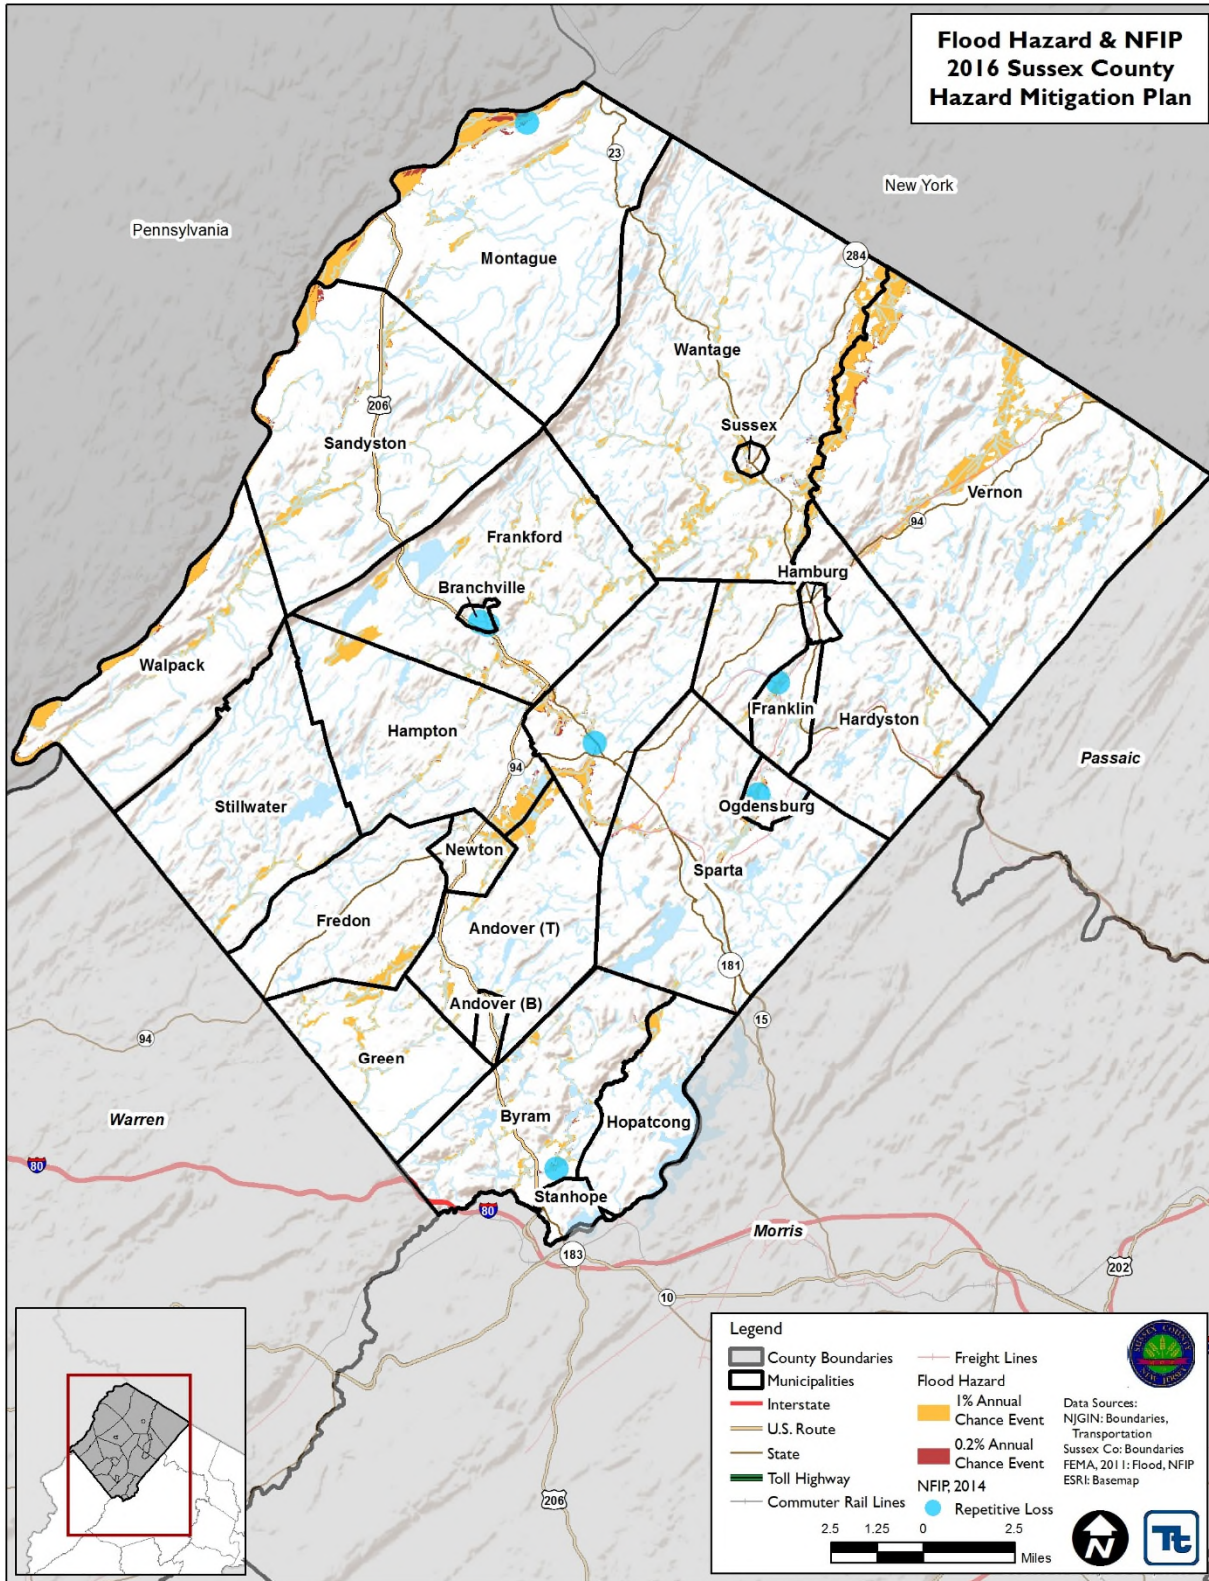 Flood Hazard & NFIP
2016 Sussex County
Hazard Mitigation Plan
New York
Pennsylvania
23
284
Montague
Wantage
206
Sussex
Sandyston
Vernon
94
Frankford
Hamburg
Branchville
Walpack
Franklin
Hardyston
Hampton
94
Passaic
Stillwater
Ogdensburg
Newton
Sparta
Fredon
Andover (T)
181
Andover (B)
15
94
Green
Warren
Byram
Hopatcong
80
Stanhope
80
Morris
183
202
10
206
Legend
County Boundaries
Municipalities
Interstate
U.S. Route
State
Toll Highway
Commuter Rail Lines
Freight Lines
Flood Hazard
1% Annual
Chance Event
0.2% Annual
Chance Event
NFIP, 2014
Repetitive Loss
SUSSEX COUNTY
NEW JERSEY
Data Sources:
NJGIN: Boundaries,
Transportation
Sussex Co: Boundaries
FEMA, 2011: Flood, NFIP
ESRI: Basemap
2.5 1.25 0 2.5
Miles
N
Tt